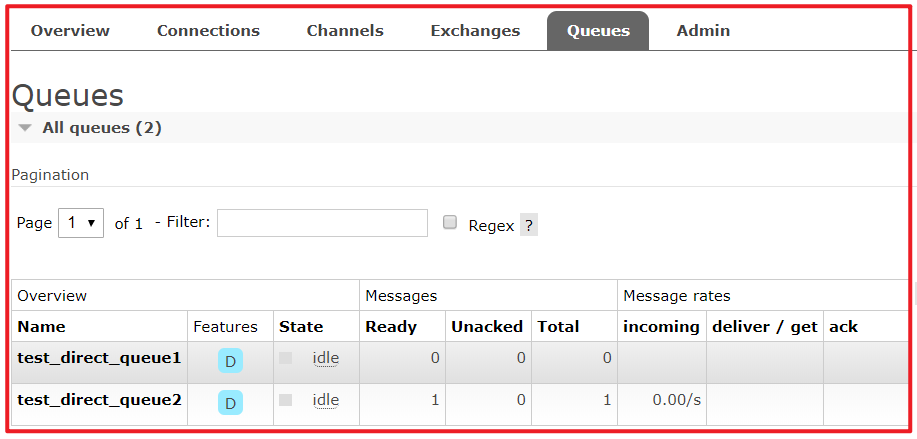 Overview Connections Channels Exchanges Queues Admin
Queues
All queues (2)
Pagination
Page 1 of 1 - Filter: Regex ?
Overview Messages Message rates
Name Features State Ready Unacked Total incoming deliver / get ack
test_direct_queue1 D idle 0 0 0
test_direct_queue2 D idle 1 0 1 0.00/s